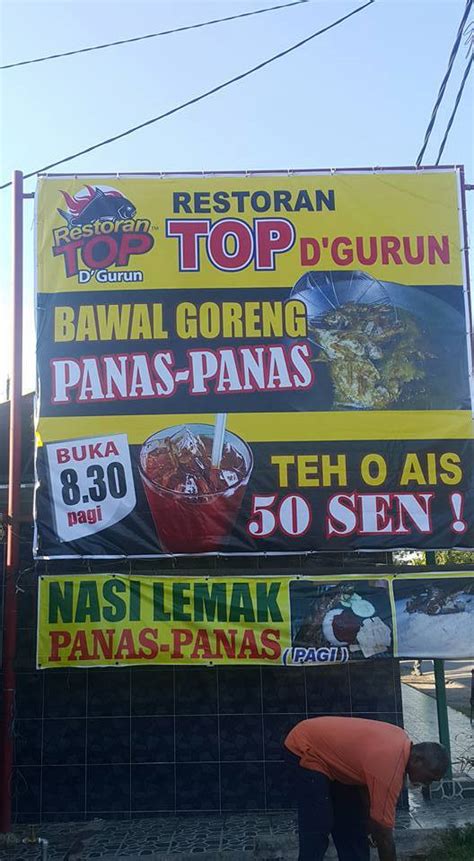 Restoran
TOP
D'Gurun
RESTORAN
TOP D'GURUN
BAWAL GORENG
PANAS-PANAS
BUKA
8.30
pagi
TEH O AIS
50 SEN !
NASI LEMAK
PANAS-PANAS
(PAGI)